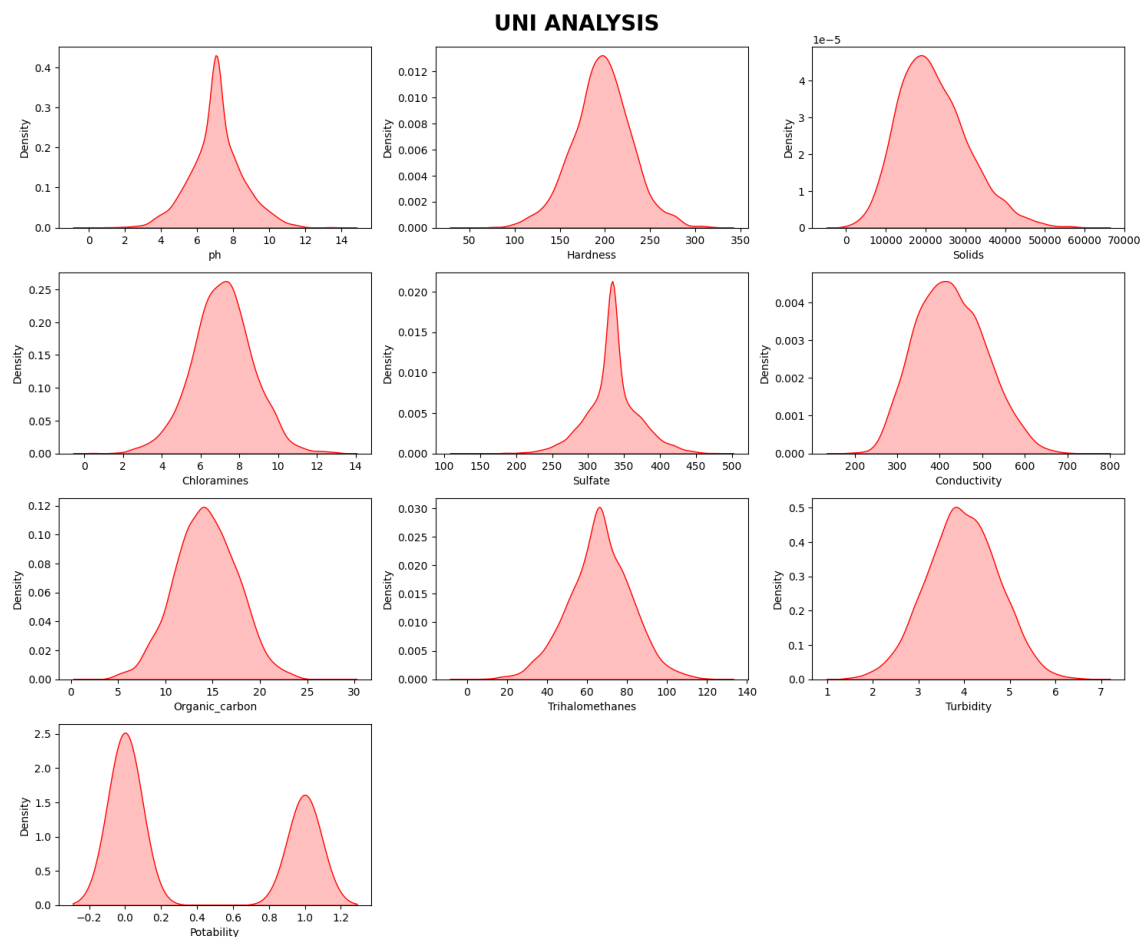 UNI ANALYSIS
0.4
0.3
0.2
0.1
0.0
Density
0 2 4 6 8 10 12 14
ph
0.012
0.010
0.008
0.006
0.004
0.002
0.000
Density
50 100 150 200 250 300 350
Hardness
1e−5
4
3
2
1
0
Density
0 10000 20000 30000 40000 50000 60000 70000
Solids
0.25
0.20
0.15
0.10
0.05
0.00
Density
0 2 4 6 8 10 12 14
Chloramines
0.020
0.015
0.010
0.005
0.000
Density
100 150 200 250 300 350 400 450 500
Sulfate
0.004
0.003
0.002
0.001
0.000
Density
200 300 400 500 600 700 800
Conductivity
0.12
0.10
0.08
0.06
0.04
0.02
0.00
Density
0 5 10 15 20 25 30
Organic_carbon
0.030
0.025
0.020
0.015
0.010
0.005
0.000
Density
0 20 40 60 80 100 120 140
Trihalomethanes
0.5
0.4
0.3
0.2
0.1
0.0
Density
1 2 3 4 5 6 7
Turbidity
2.5
2.0
1.5
1.0
0.5
0.0
Density
−0.2 0.0 0.2 0.4 0.6 0.8 1.0 1.2
Potability